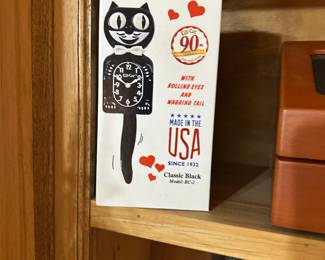 Kit-Cat
90th
WITH
ROLLING EYES
AND
WAGGING TAIL
MADE IN THE
USA
SINCE 1932
Classic Black
Model: BC-1